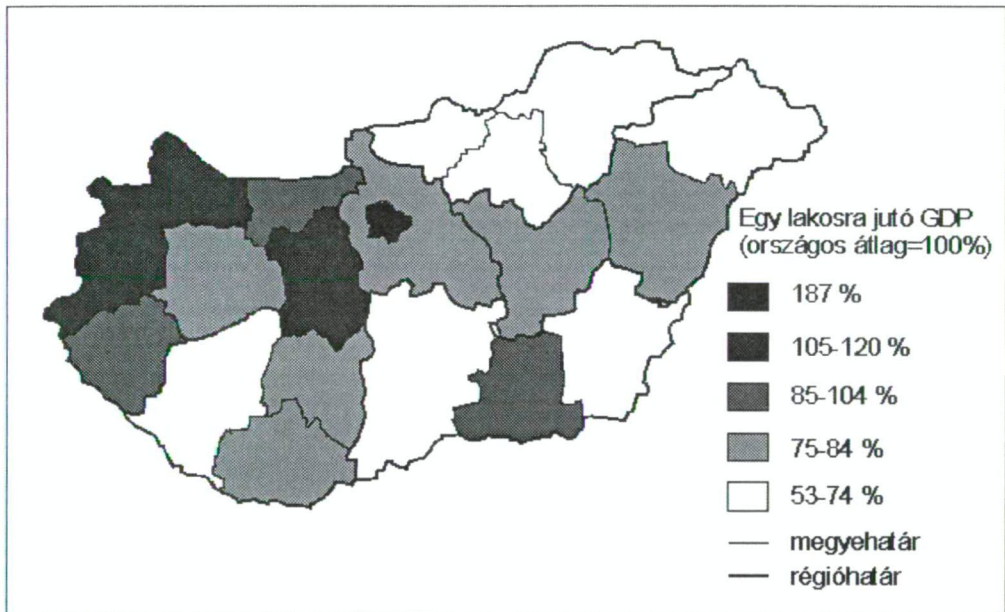 Egy lakosra jutó GDP
(országos átlag=100%)
187 %
105-120 %
85-104 %
75-84 %
53-74 %
megyehatár
régióhatár